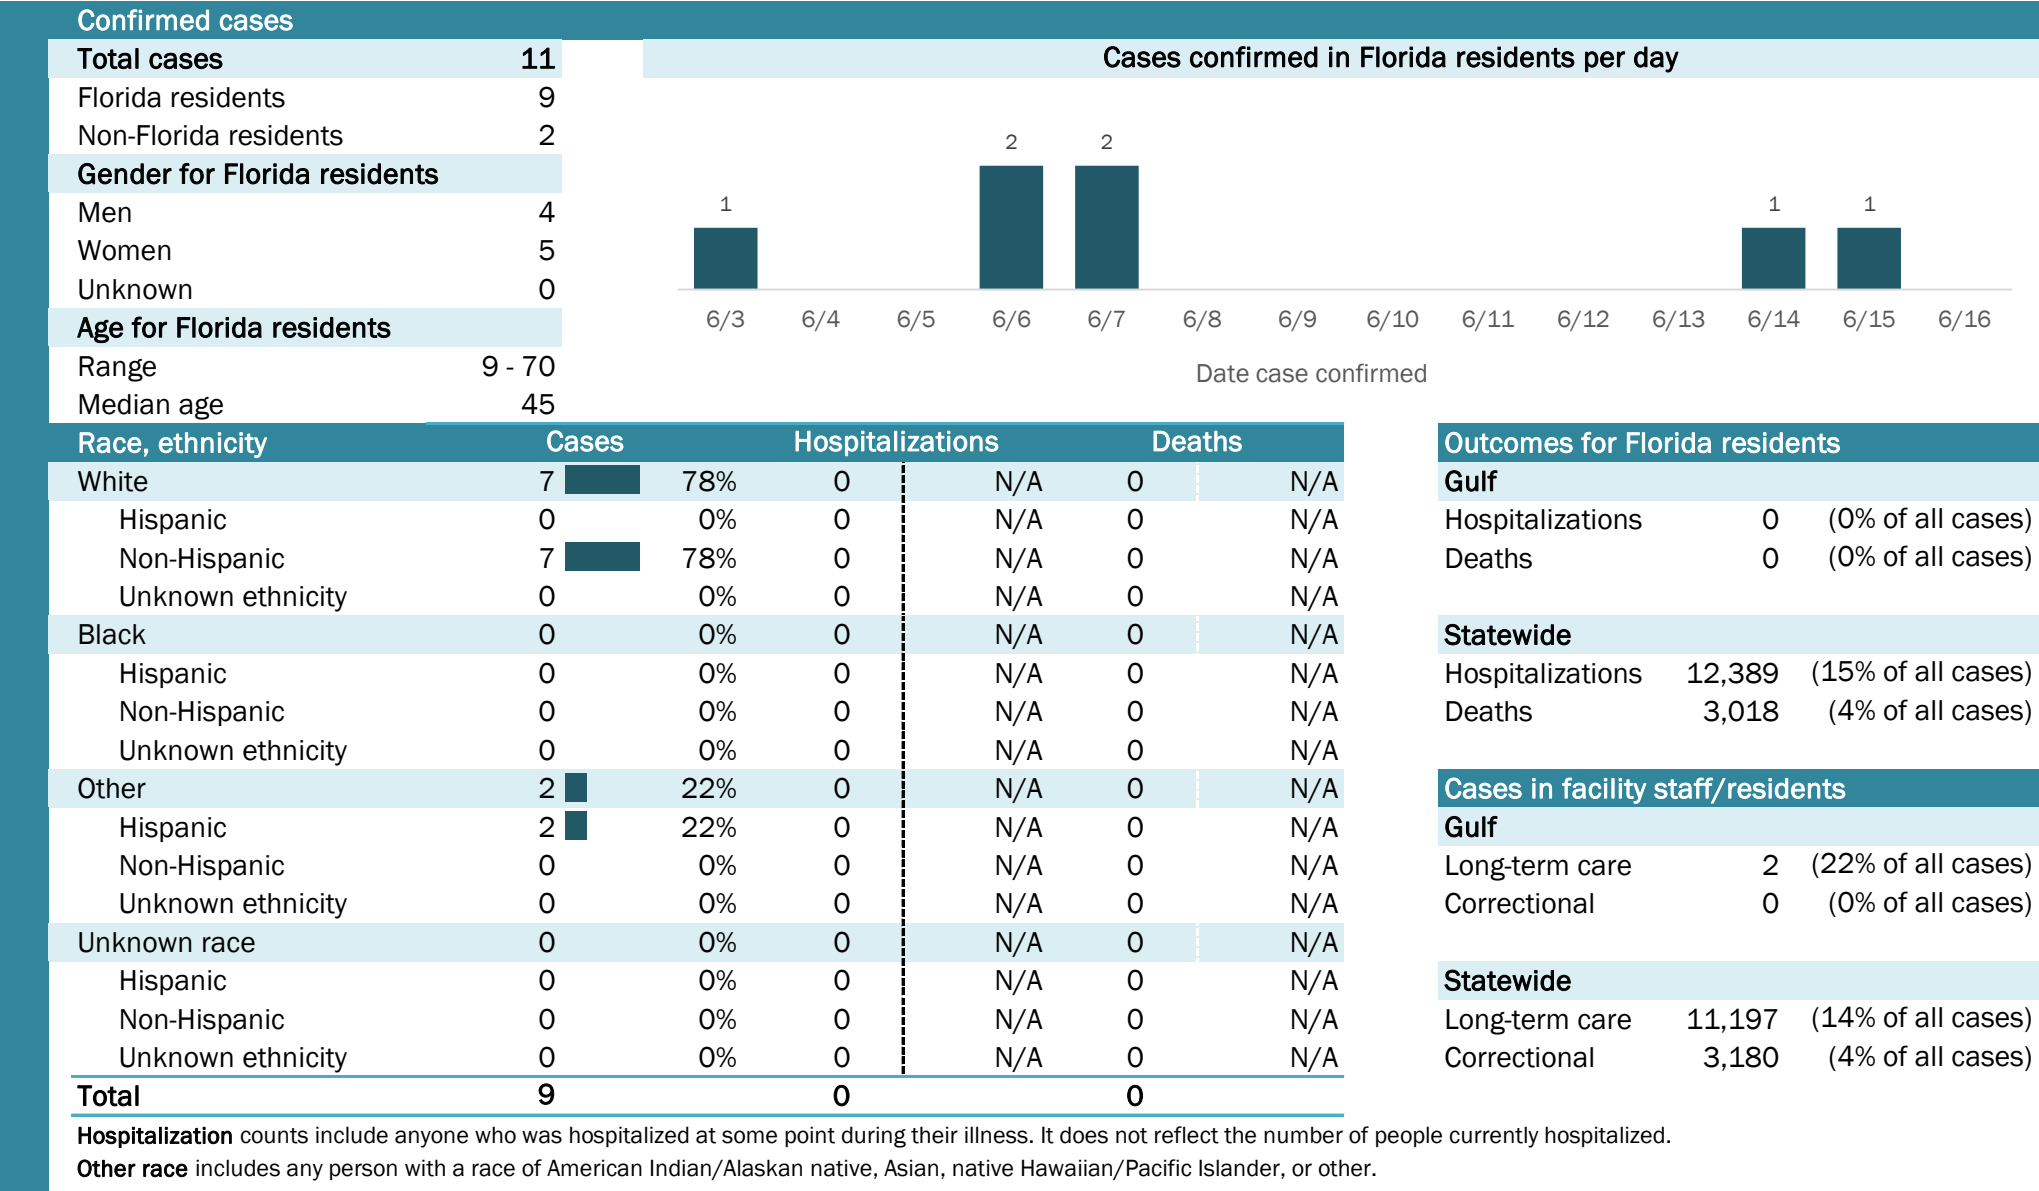 Confirmed cases
Total cases 11
Florida residents 9
Non-Florida residents 2
Gender for Florida residents
Men 4
Women 5
Unknown 0
Age for Florida residents
Range 9 - 70
Median age 45
Cases confirmed in Florida residents per day
1 2 2 1 1
6/3 6/4 6/5 6/6 6/7 6/8 6/9 6/10 6/11 6/12 6/13 6/14 6/15 6/16
Date case confirmed
Race, ethnicity Cases Hospitalizations Deaths
White 7 78% 0 N/A 0 N/A
Hispanic 0 0% 0 N/A 0 N/A
Non-Hispanic 7 78% 0 N/A 0 N/A
Unknown ethnicity 0 0% 0 N/A 0 N/A
Black 0 0% 0 N/A 0 N/A
Hispanic 0 0% 0 N/A 0 N/A
Non-Hispanic 0 0% 0 N/A 0 N/A
Unknown ethnicity 0 0% 0 N/A 0 N/A
Other 2 22% 0 N/A 0 N/A
Hispanic 2 22% 0 N/A 0 N/A
Non-Hispanic 0 0% 0 N/A 0 N/A
Unknown ethnicity 0 0% 0 N/A 0 N/A
Unknown race 0 0% 0 N/A 0 N/A
Hispanic 0 0% 0 N/A 0 N/A
Non-Hispanic 0 0% 0 N/A 0 N/A
Unknown ethnicity 0 0% 0 N/A 0 N/A
Total 9 0 0
Outcomes for Florida residents
Gulf
Hospitalizations 0 (0% of all cases)
Deaths 0 (0% of all cases)
Statewide
Hospitalizations 12,389 (15% of all cases)
Deaths 3,018 (4% of all cases)
Cases in facility staff/residents
Gulf
Long-term care 2 (22% of all cases)
Correctional 0 (0% of all cases)
Statewide
Long-term care 11,197 (14% of all cases)
Correctional 3,180 (4% of all cases)
Hospitalization counts include anyone who was hospitalized at some point during their illness. It does not reflect the number of people currently hospitalized.
Other race includes any person with a race of American Indian/Alaskan native, Asian, native Hawaiian/Pacific Islander, or other.